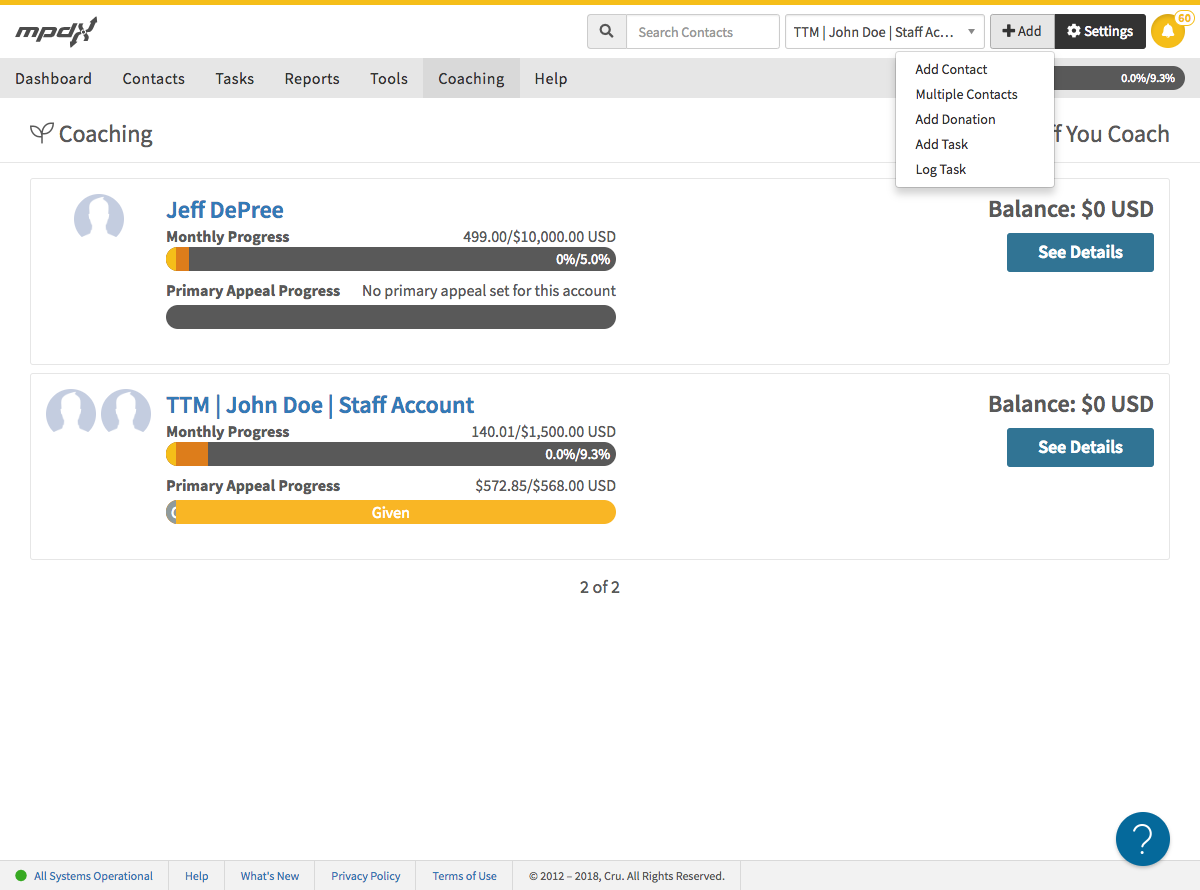 mpdx
Search Contacts
TTM | John Doe | Staff Ac...
Add
Settings
60
Dashboard
Contacts
Tasks
Reports
Tools
Coaching
Help
0.0%/9.3%
Add Contact
Multiple Contacts
Add Donation
Add Task
Log Task
Coaching
You Coach
Jeff DePree
Balance: $0 USD
Monthly Progress
499.00/$10,000.00 USD
See Details
0%/5.0%
Primary Appeal Progress
No primary appeal set for this account
TTM | John Doe | Staff Account
Balance: $0 USD
Monthly Progress
140.01/$1,500.00 USD
See Details
0.0%/9.3%
Primary Appeal Progress
$572.85/$568.00 USD
Given
2 of 2
?
All Systems Operational
Help
What's New
Privacy Policy
Terms of Use
© 2012 – 2018, Cru. All Rights Reserved.